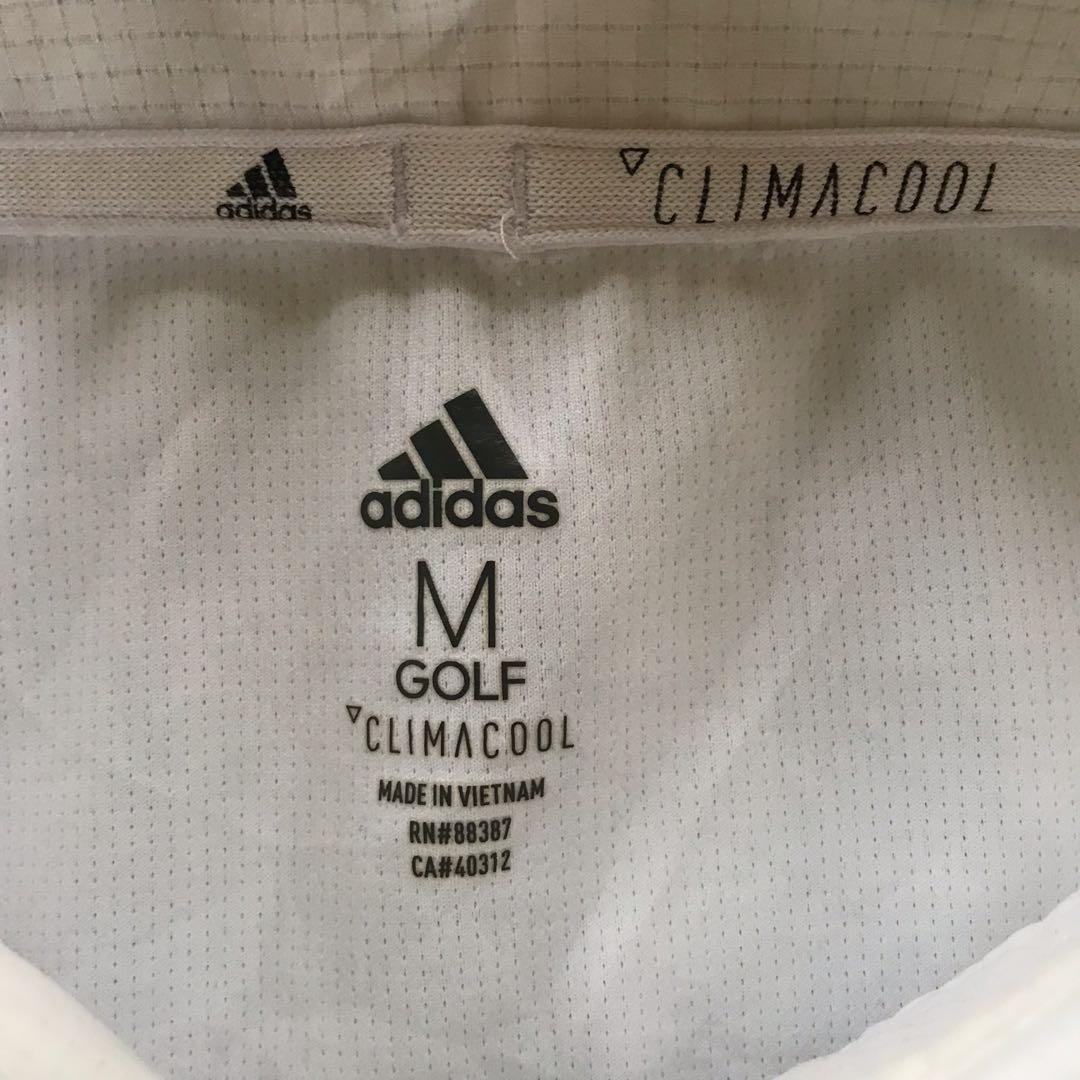 adidas
CLIMACOOL
adidas
M
GOLF
CLIMACOOL
MADE IN VIETNAM
RN#88387
CA#40312